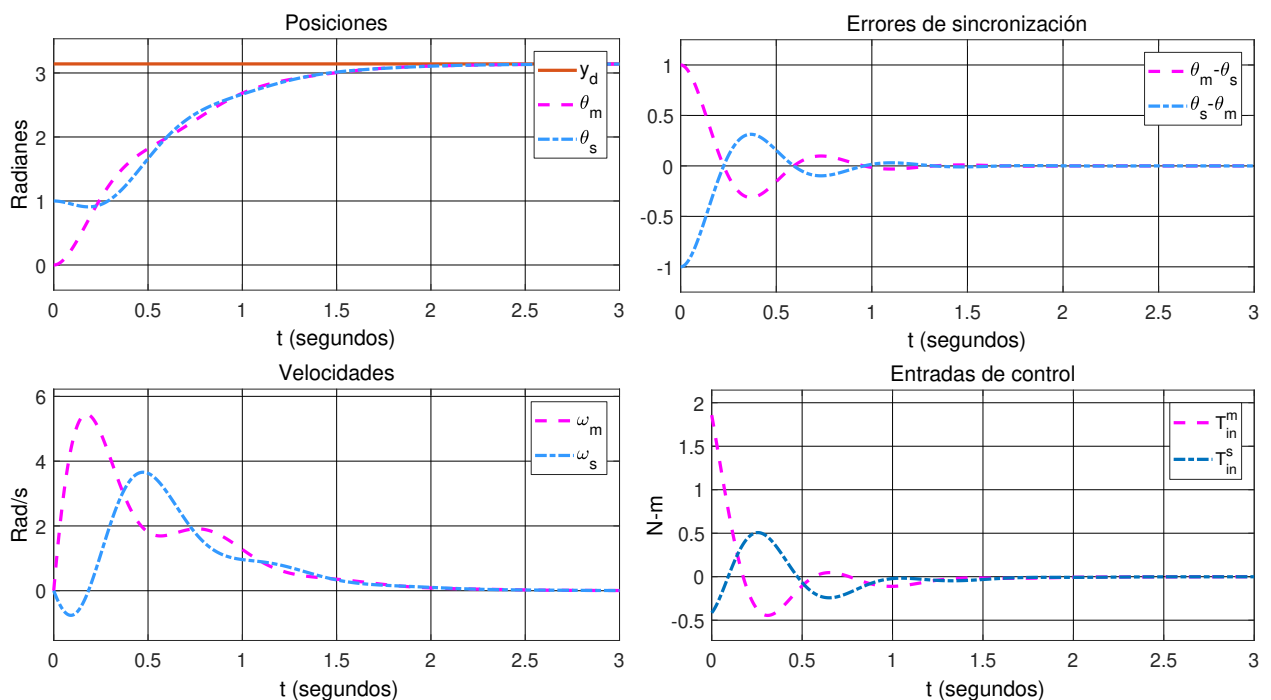 Posiciones
Radianes
3
2
1
0
y_d
θ_m
θ_s
0 0.5 1 1.5 2 2.5 3
t (segundos)
Errores de sincronización
1
0.5
0
-0.5
-1
θ_m-θ_s
θ_s-θ_m
0 0.5 1 1.5 2 2.5 3
t (segundos)
Velocidades
Rad/s
6
4
2
0
ω_m
ω_s
0 0.5 1 1.5 2 2.5 3
t (segundos)
Entradas de control
N-m
2
1.5
1
0.5
0
-0.5
T_in^m
T_in^s
0 0.5 1 1.5 2 2.5 3
t (segundos)